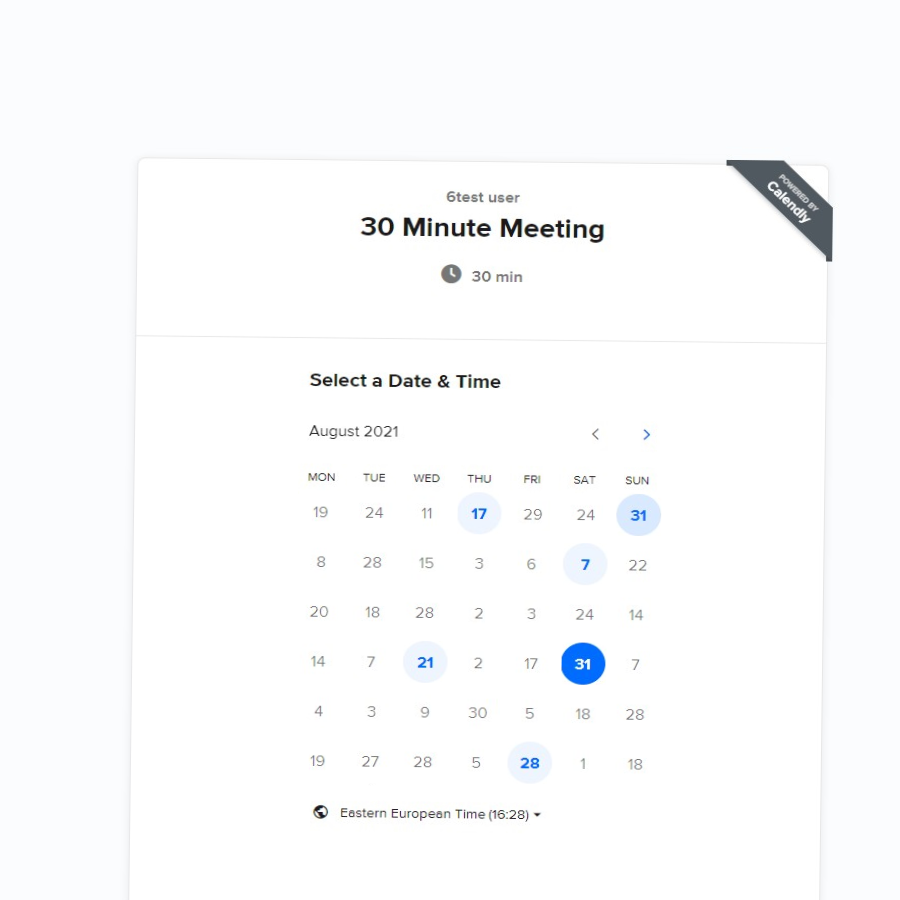 POWERED BY
Calendly
6test user
30 Minute Meeting
30 min
Select a Date & Time
August 2021
MON TUE WED THU FRI SAT SUN
19 24 11 17 29 24 31
8 28 15 3 6 7 22
20 18 28 2 3 24 14
14 7 21 2 17 31 7
4 3 9 30 5 18 28
19 27 28 5 28 1 18
Eastern European Time (16:28)